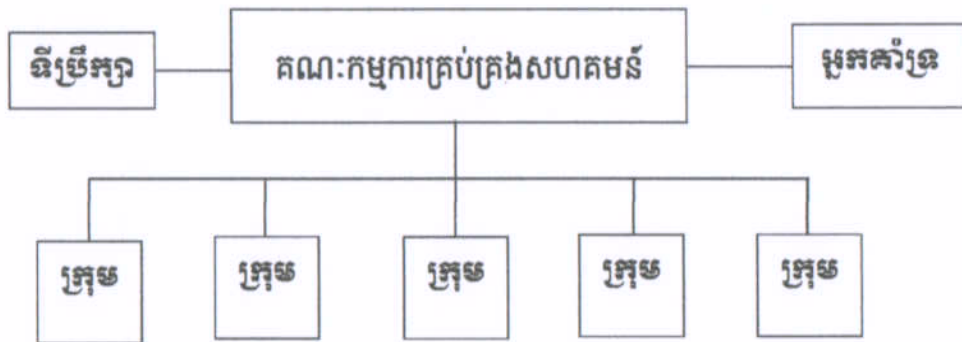 ទីប្រឹក្សា
គណៈកម្មការគ្រប់គ្រងសហគមន៍
អ្នកគាំទ្រ
ក្រុម
ក្រុម
ក្រុម
ក្រុម
ក្រុម